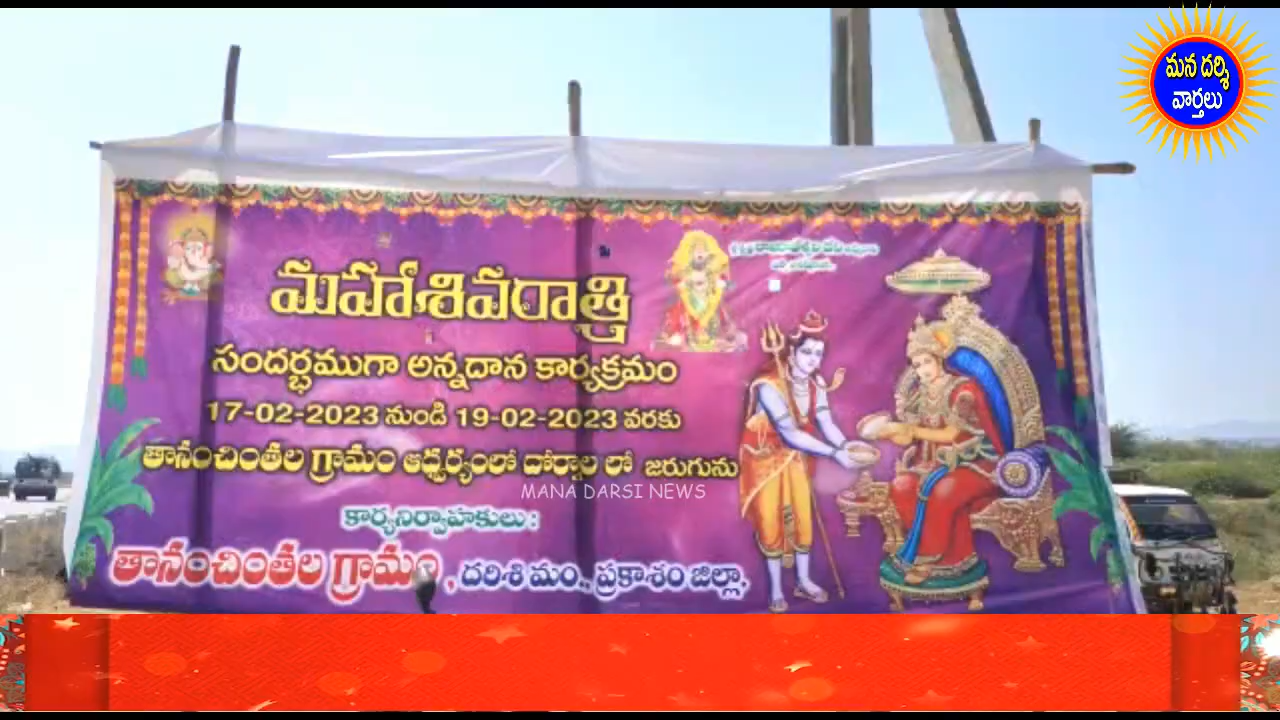 మన దర్శి
వార్తలు
మహాశివరాత్రి
సందర్భముగా అన్నదాన కార్యక్రమం
17-02-2023 నుండి 19-02-2023 వరకు
తానంచింతల గ్రామం ఆధ్వర్యంలో దోర్నాల లో జరుగును
MANA DARSI NEWS
కార్యనిర్వాహకులు:
తానంచింతల గ్రామం, దరిశి మం., ప్రకాశం జిల్లా.